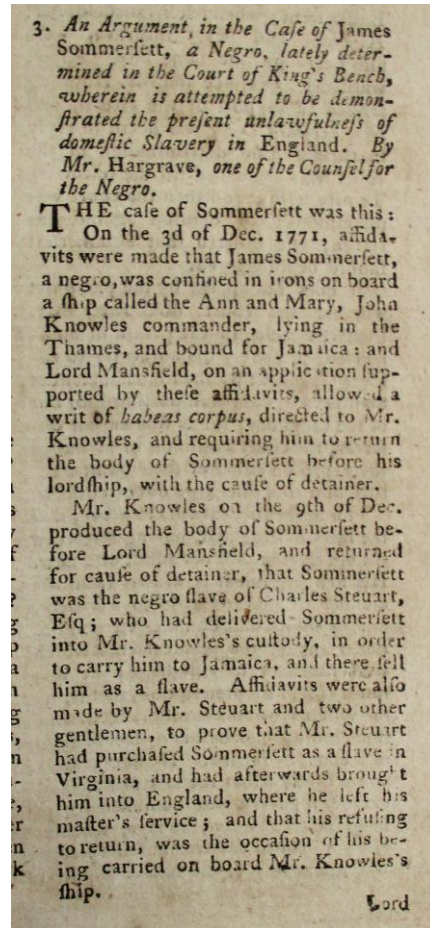 3. An Argument, in the Caſe of James
Sommerſett, a Negro, lately deter-
mined in the Court of King's Bench,
wherein is attempted to be demon-
ſtrated the preſent unlawfulneſs of
domeſtic Slavery in England. By
Mr. Hargrave, one of the Counſel for
the Negro.
THE caſe of Sommerſett was this:
On the 3d of Dec. 1771, affida-
vits were made that James Sommerſett,
a negro, was confined in irons on board
a ſhip called the Ann and Mary, John
Knowles commander, lying in the
Thames, and bound for Jamaica: and
Lord Mansfield, on an application ſup-
ported by theſe affidavits, allowed a
writ of habeas corpus, directed to Mr.
Knowles, and requiring him to return
the body of Sommerſett before his
lordſhip, with the cauſe of detainer.
Mr. Knowles on the 9th of Dec.
produced the body of Sommerſett be-
fore Lord Mansfield, and returned
for cauſe of detainer, that Sommerſett
was the negro ſlave of Charles Steuart,
Eſq; who had delivered Sommerſett
into Mr. Knowles's cuſtody, in order
to carry him to Jamaica, and there ſell
him as a ſlave. Affidavits were alſo
made by Mr. Steuart and two other
gentlemen, to prove that Mr. Steuart
had purchaſed Sommerſett as a ſlave in
Virginia, and had afterwards brought
him into England, where he left his
maſter's ſervice; and that his refuſing
to return, was the occaſion of his be-
ing carried on board Mr. Knowles's
ſhip.
Lord